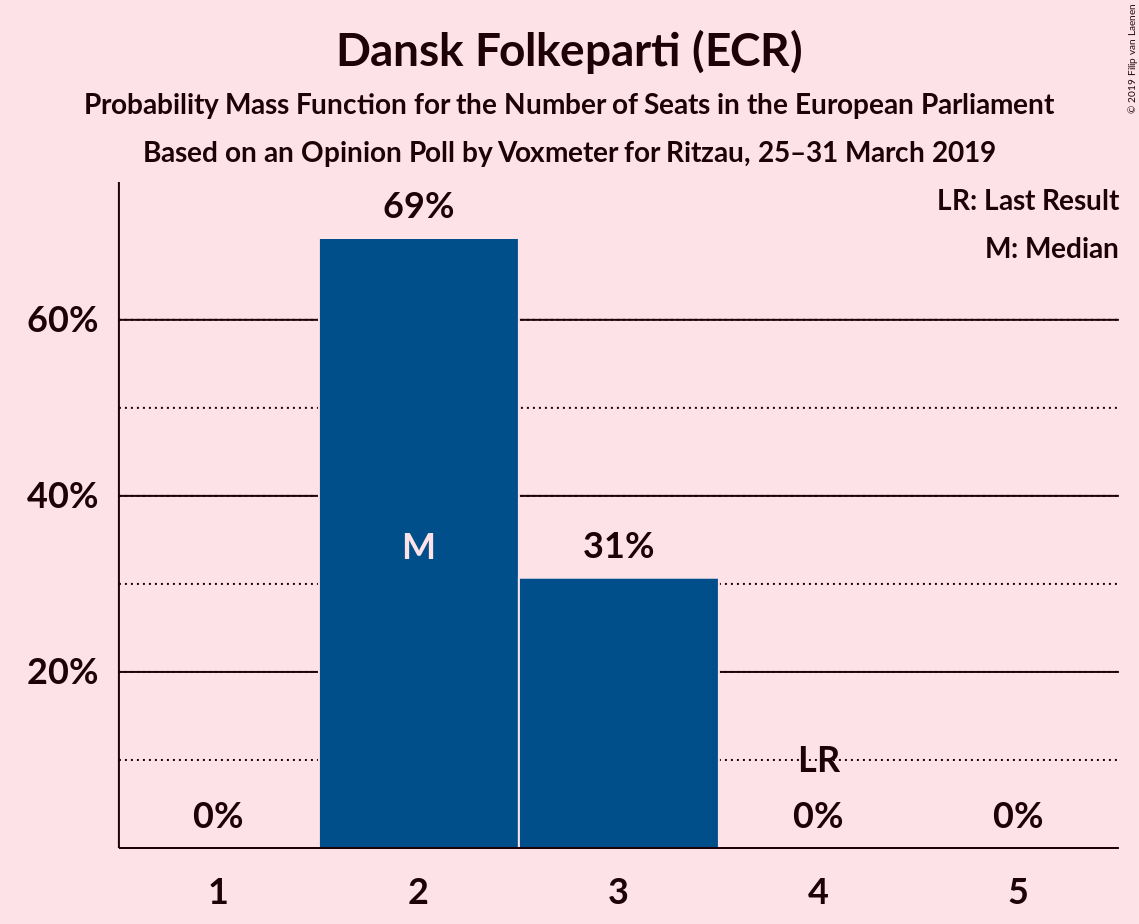 Dansk Folkeparti (ECR)
Probability Mass Function for the Number of Seats in the European Parliament
Based on an Opinion Poll by Voxmeter for Ritzau, 25–31 March 2019
© 2019 Filip van Laenen
LR: Last Result
M: Median
69%
60%
40%
M
31%
20%
LR
0%
0%
0%
1
2
3
4
5